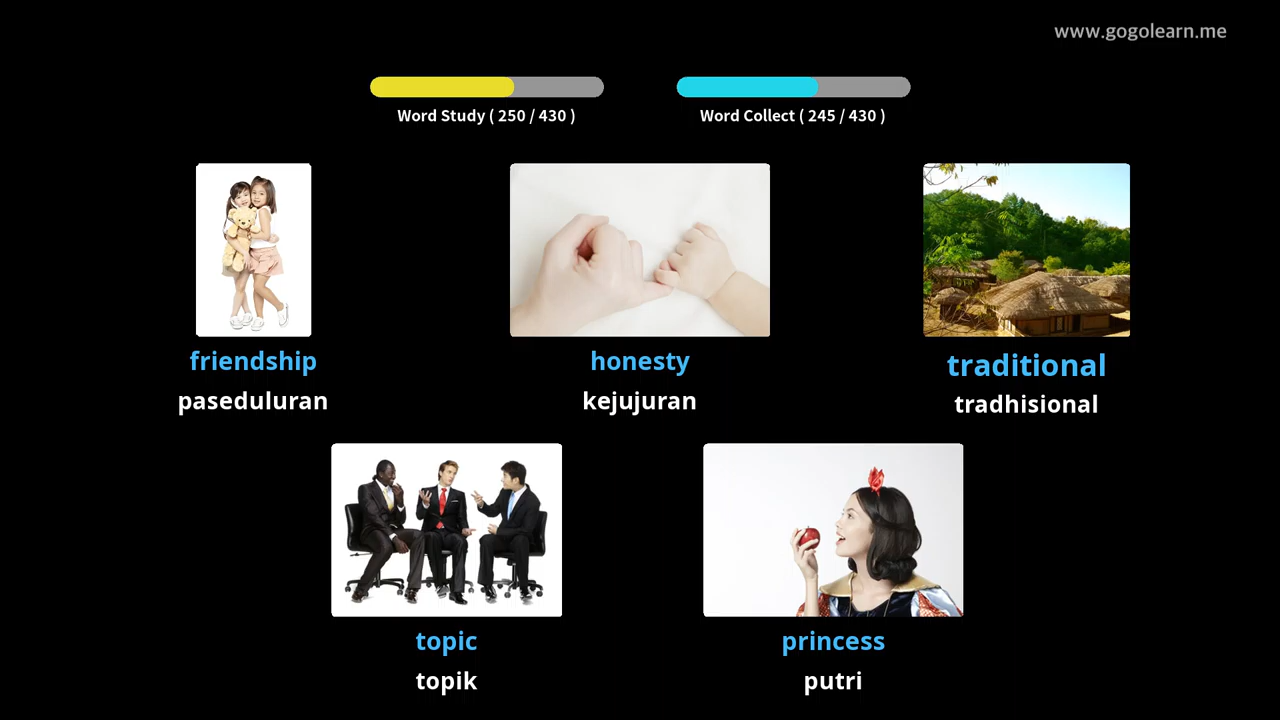 www.gogolearn.me
Word Study ( 250 / 430 )
Word Collect ( 245 / 430 )
friendship
paseduluran
honesty
kejujuran
traditional
tradhisional
topic
topik
princess
putri